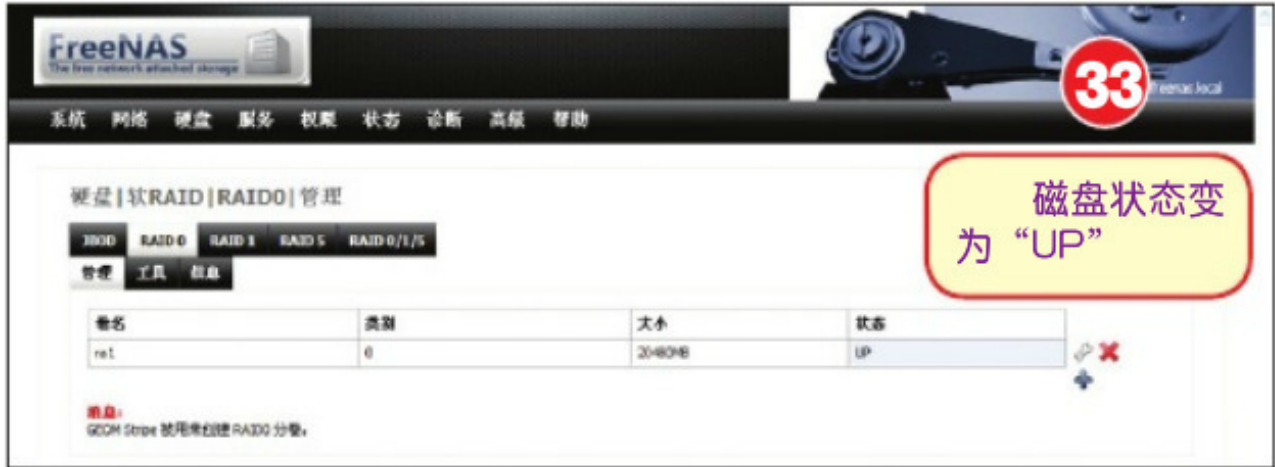 FreeNAS
The free network attached storage
33
freenas.local
系统 网络 硬盘 服务 权限 状态 诊断 高级 帮助
磁盘状态变
为“UP”
硬盘|软RAID|RAID0|管理
JBOD RAID 0 RAID 1 RAID 5 RAID 0/1/5
管理 工具 信息
卷名 类别 大小 状态
0 20480MB UP
消息:
GEOM Stripe 被用来创建 RAID0 分卷。